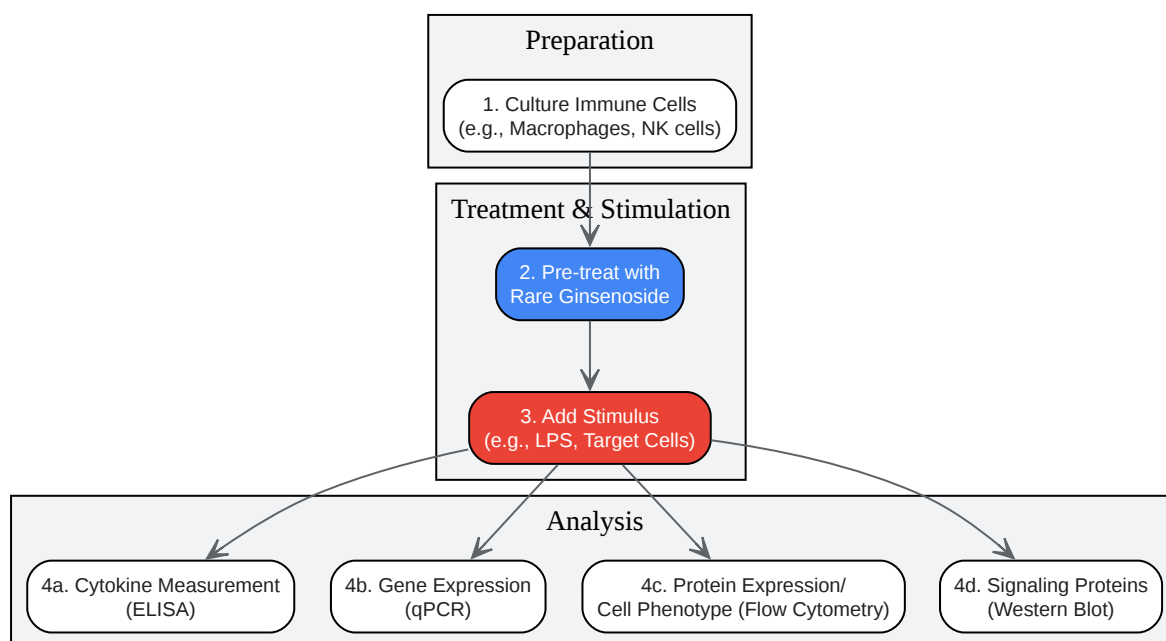 Preparation
1. Culture Immune Cells
(e.g., Macrophages, NK cells)
Treatment & Stimulation
2. Pre-treat with
Rare Ginsenoside
3. Add Stimulus
(e.g., LPS, Target Cells)
Analysis
4a. Cytokine Measurement
(ELISA)
4b. Gene Expression
(qPCR)
4c. Protein Expression/
Cell Phenotype (Flow Cytometry)
4d. Signaling Proteins
(Western Blot)